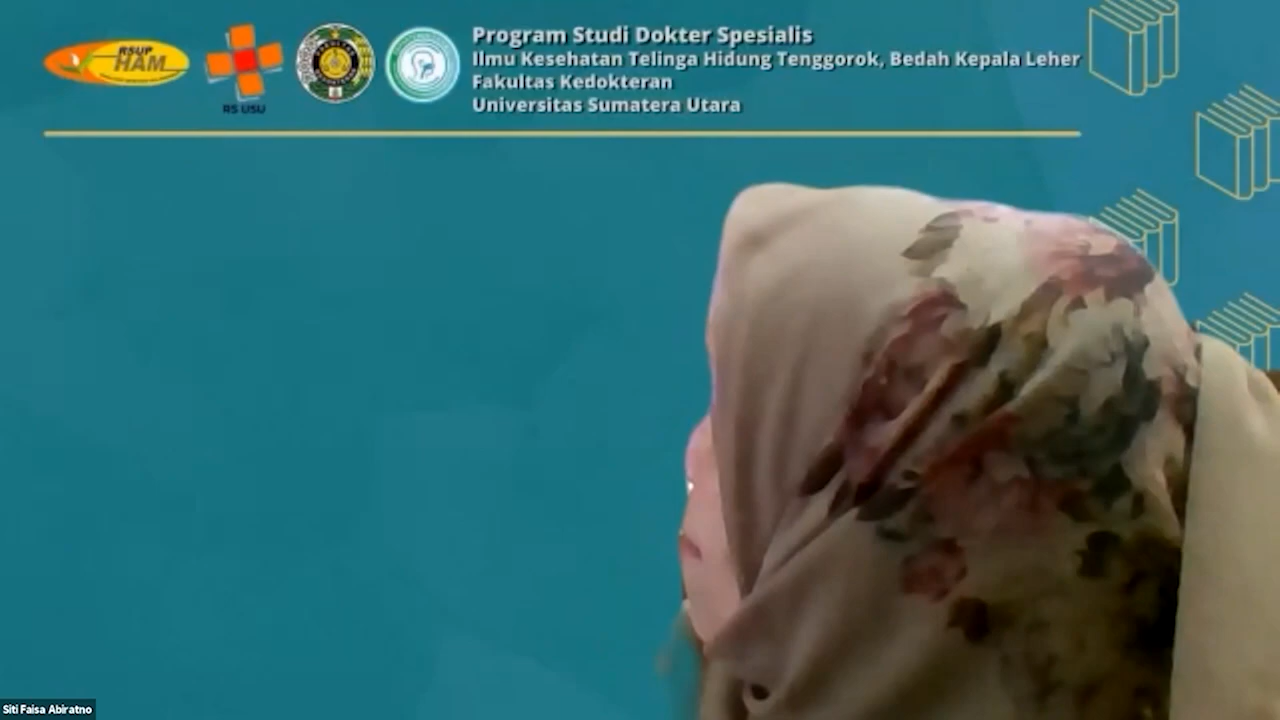 RSUP
HAM
RS USU
Program Studi Dokter Spesialis
Ilmu Kesehatan Telinga Hidung Tenggorok, Bedah Kepala Leher
Fakultas Kedokteran
Universitas Sumatera Utara
Siti Faisa Abiratno